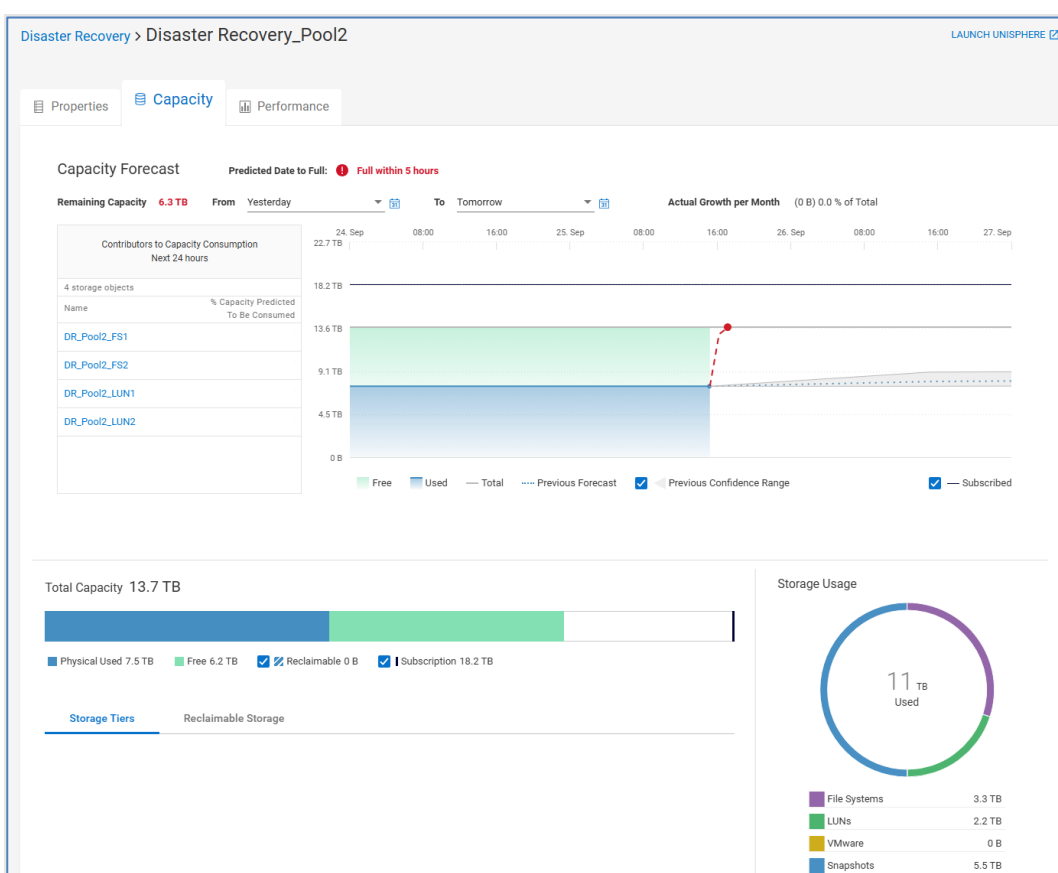 Disaster Recovery > Disaster Recovery_Pool2
LAUNCH UNISPHERE
Properties
Capacity
Performance
Capacity Forecast
Predicted Date to Full: ! Full within 5 hours
Remaining Capacity 6.3 TB From Yesterday 31 To Tomorrow 31 Actual Growth per Month (0 B) 0.0 % of Total
Contributors to Capacity Consumption
Next 24 hours
4 storage objects
Name
% Capacity Predicted
To Be Consumed
DR_Pool2_FS1
DR_Pool2_FS2
DR_Pool2_LUN1
DR_Pool2_LUN2
24. Sep 08:00 16:00 25. Sep 08:00 16:00 26. Sep 08:00 16:00 27. Sep
22.7 TB
18.2 TB
13.6 TB
9.1 TB
4.5 TB
0 B
Free Used Total Previous Forecast Previous Confidence Range Subscribed
Total Capacity 13.7 TB
Physical Used 7.5 TB Free 6.2 TB Reclaimable 0 B Subscription 18.2 TB
Storage Tiers Reclaimable Storage
Storage Usage
11 TB
Used
File Systems 3.3 TB
LUNs 2.2 TB
VMware 0 B
Snapshots 5.5 TB